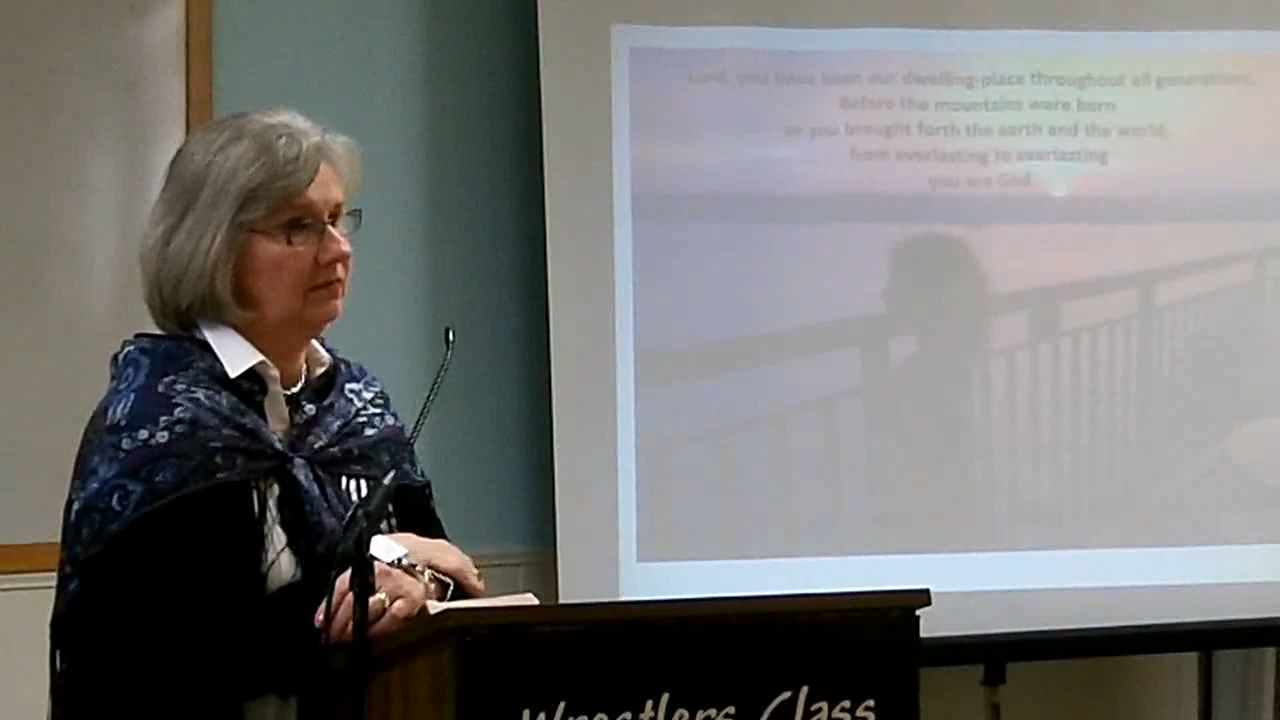 Lord, you have been our dwelling-place throughout all generations.
Before the mountains were born
or you brought forth the earth and the world,
from everlasting to everlasting
you are God.
Wrestlers Class